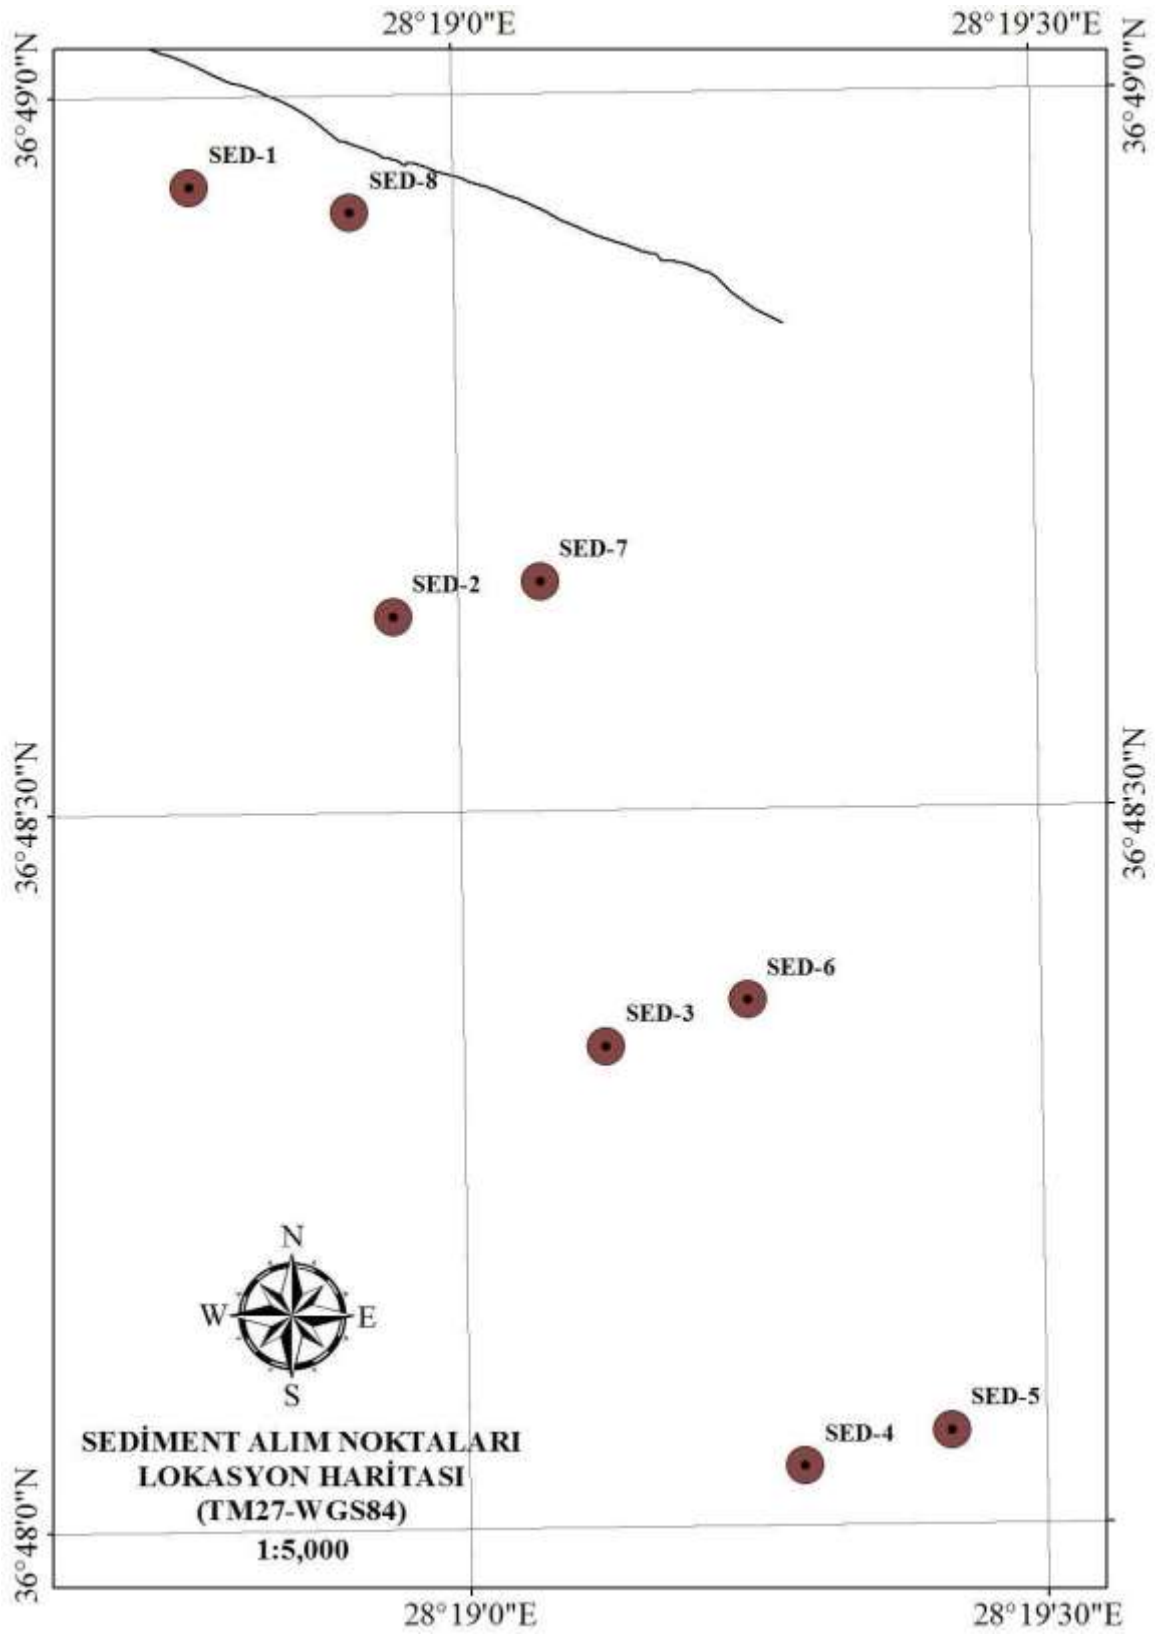 28°19'0"E
28°19'30"E
36°49'0"N
36°49'0"N
SED-1
SED-8
SED-7
SED-2
36°48'30"N
36°48'30"N
SED-6
SED-3
N
W
E
S
SED-5
SED-4
SEDİMENT ALIM NOKTALARI
LOKASYON HARİTASI
(TM27-WGS84)
1:5,000
36°48'0"N
28°19'0"E
28°19'30"E